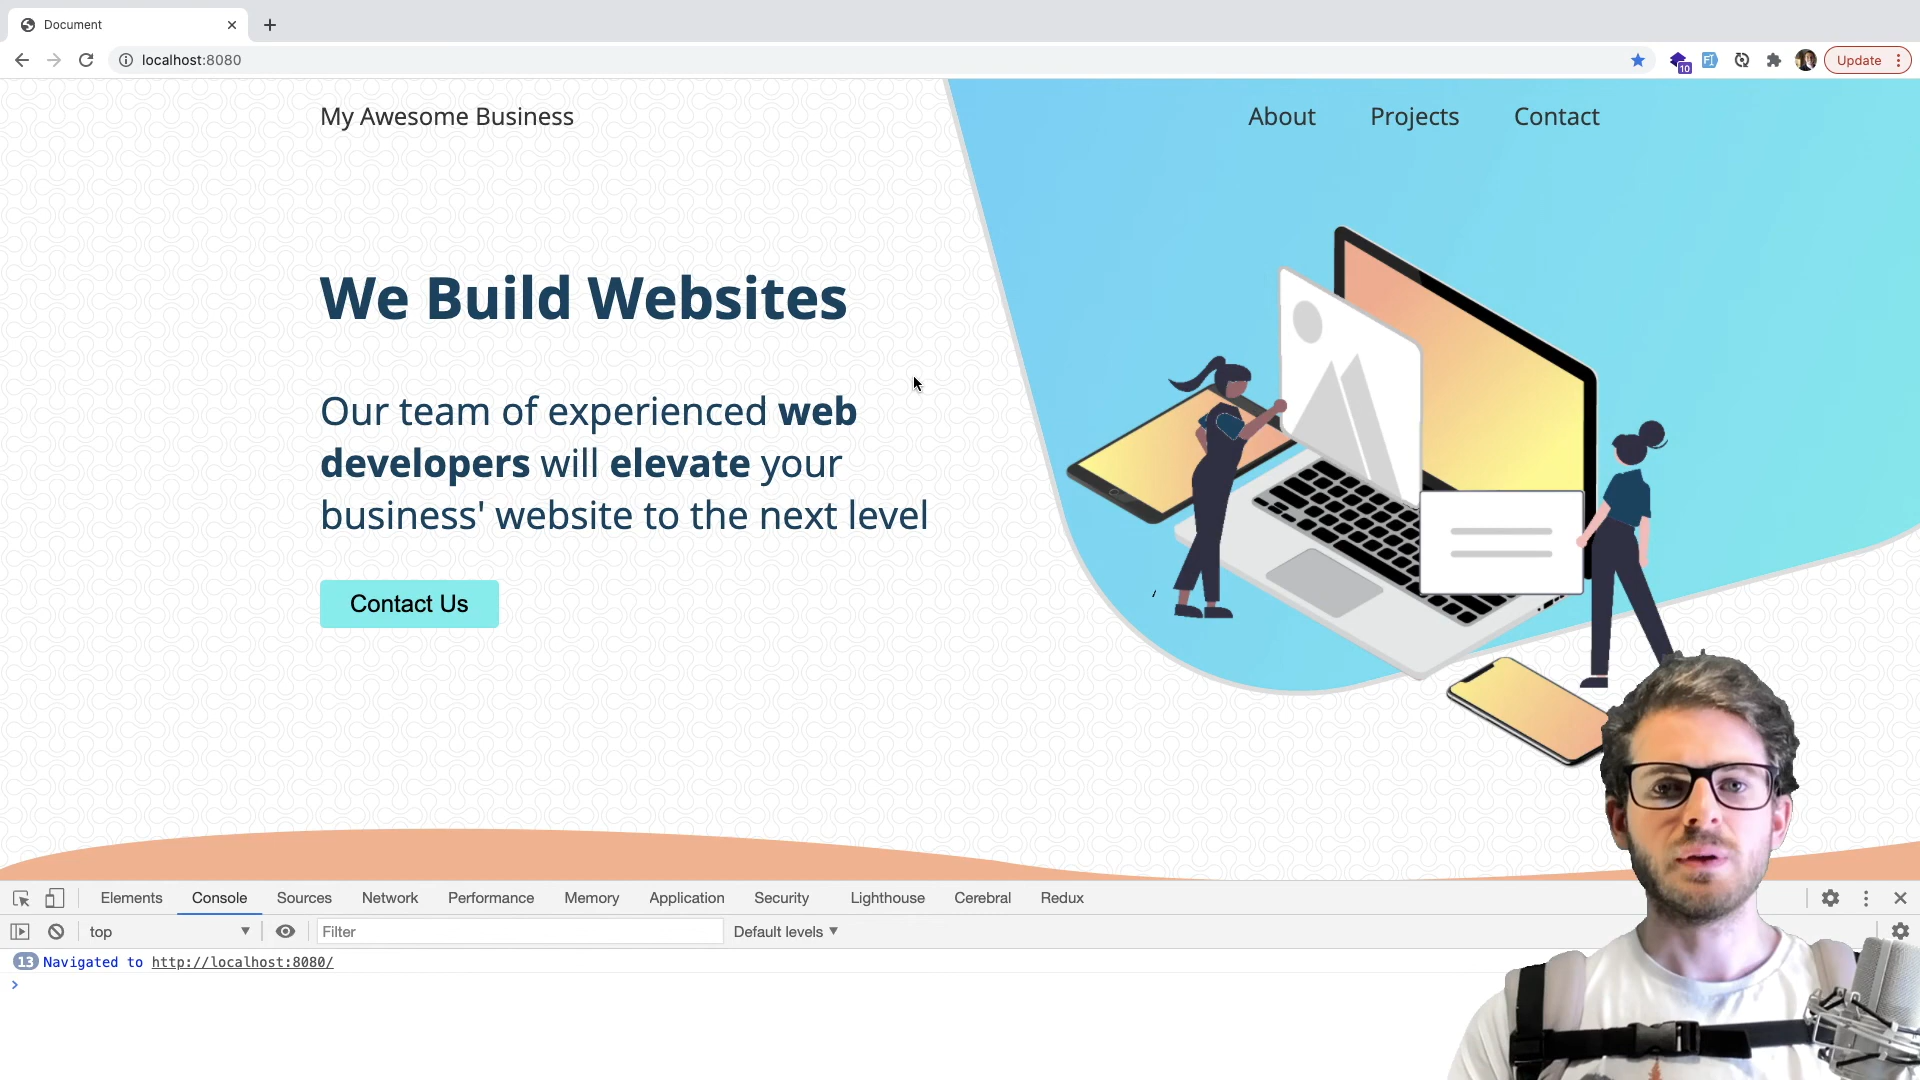 Document
localhost:8080
10
Update
My Awesome Business
About Projects Contact
We Build Websites
Our team of experienced web
developers will elevate your
business' website to the next level
Contact Us
Elements Console Sources Network Performance Memory Application Security Lighthouse Cerebral Redux
top Filter Default levels
13 Navigated to http://localhost:8080/